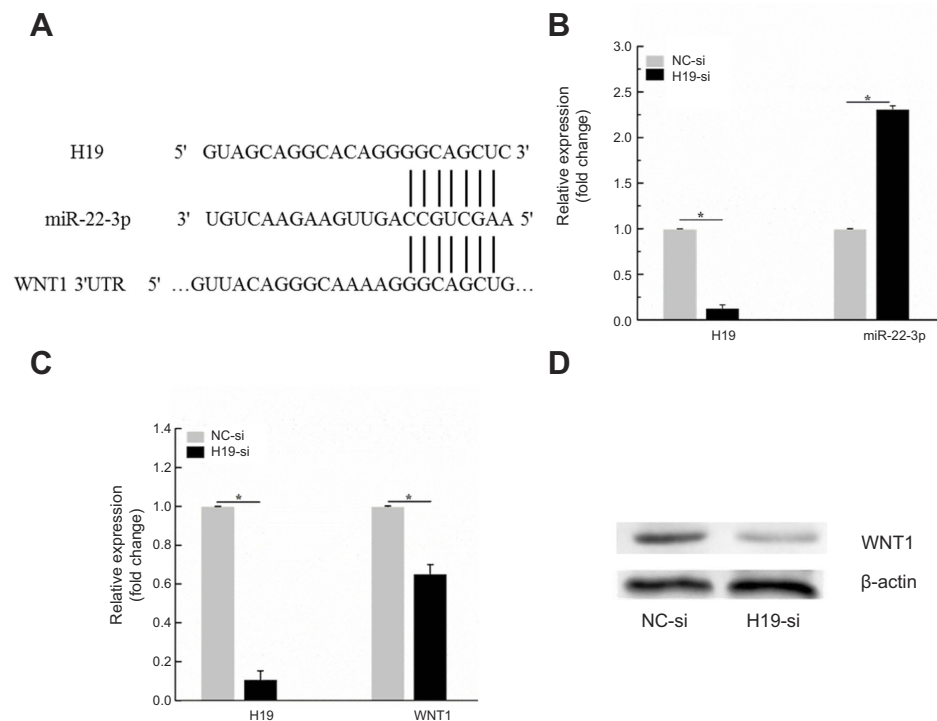 A
H19 5' GUAGCAGGCACAGGGGCAGCUC 3'
miR-22-3p 3' UGUCAAGAAGUUGACCGUCGAA 5'
WNT1 3'UTR 5' ...GUUACAGGGCAAAAGGGCAGCUG...
B
Relative expression
(fold change)
3.0
2.5
2.0
1.5
1.0
0.5
0.0
NC-si
H19-si
*
*
H19
miR-22-3p
C
Relative expression
(fold change)
1.4
1.2
1.0
0.8
0.6
0.4
0.2
0.0
NC-si
H19-si
*
*
H19
WNT1
D
WNT1
β-actin
NC-si
H19-si